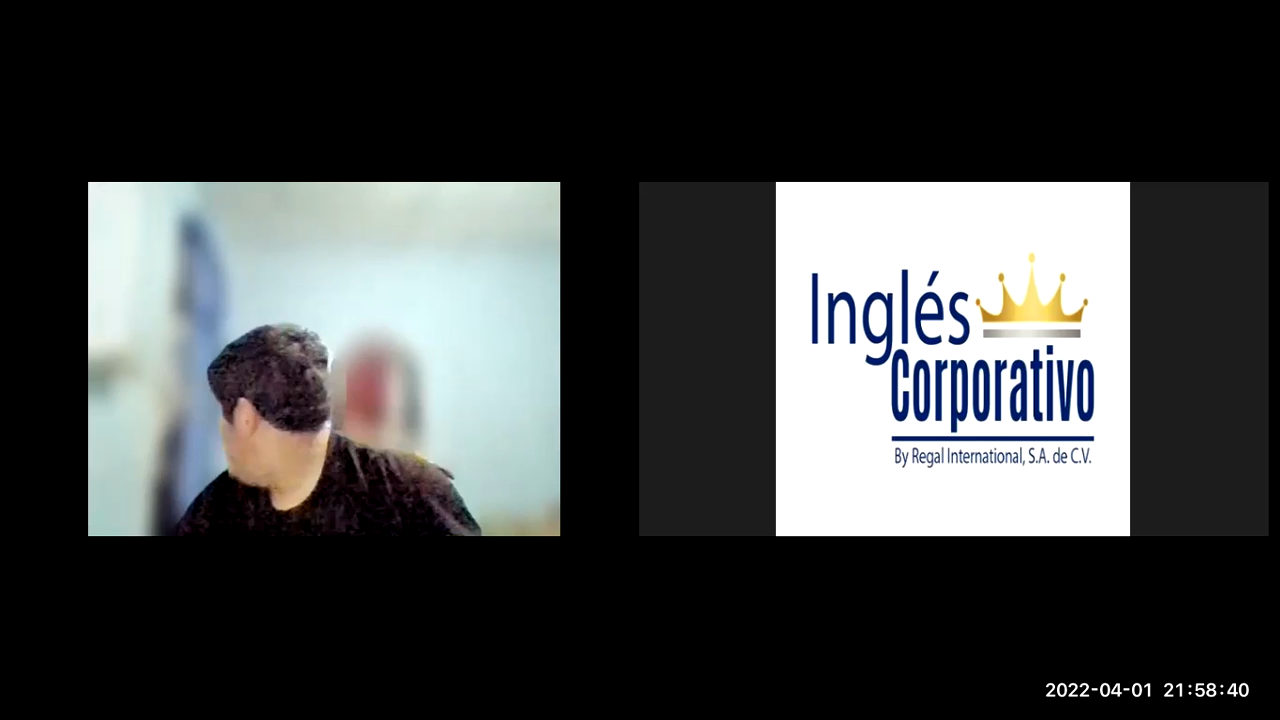 Inglés
Corporativo
By Regal International, S.A. de C.V.
2022-04-01 21:58:40